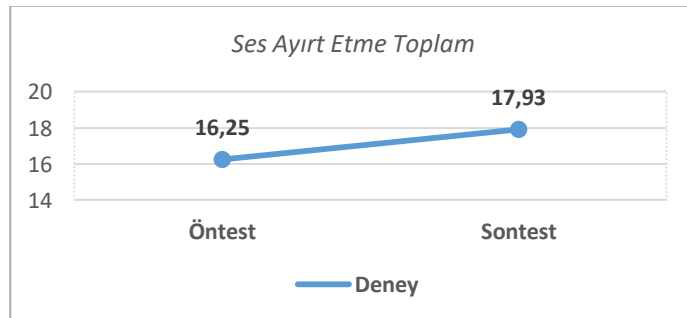 Ses Ayırt Etme Toplam
20
18
16
14
16,25
17,93
Öntest
Sontest
Deney